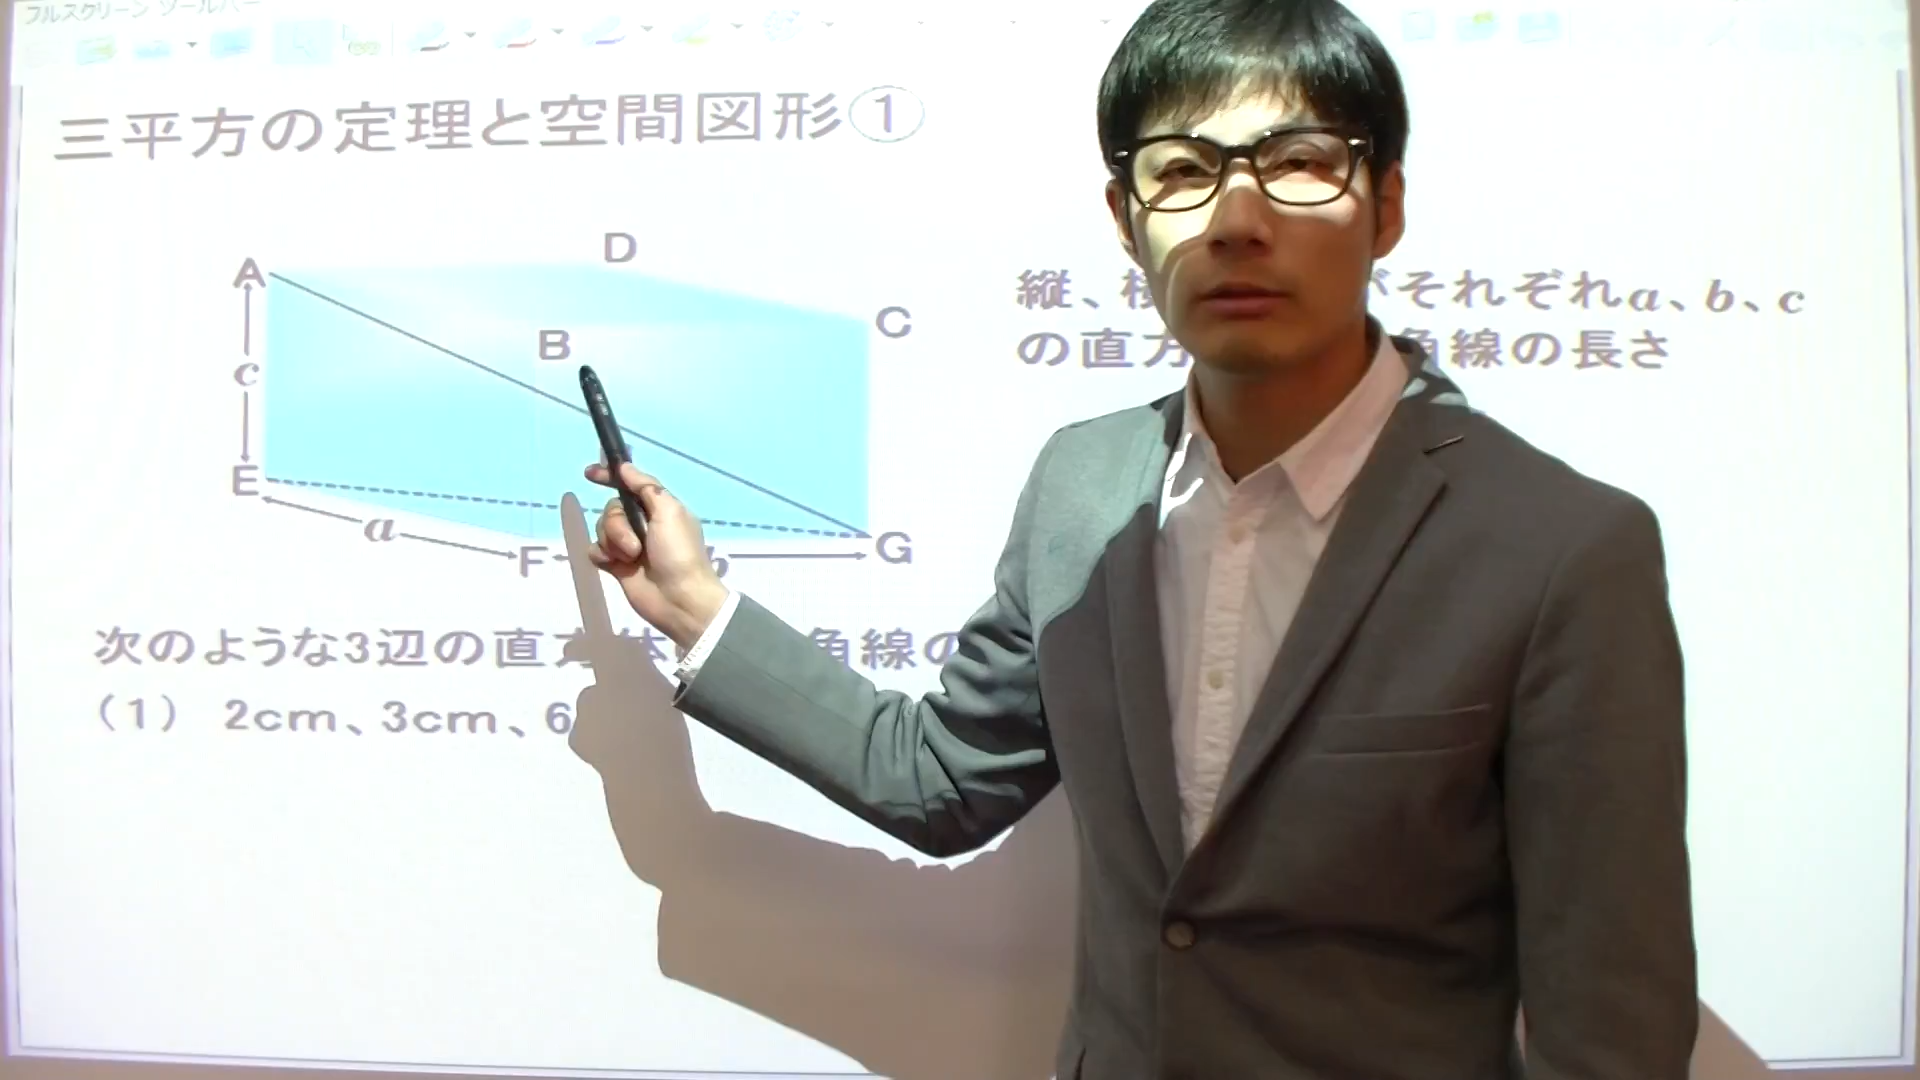 フルスクリーン ツールバー
三平方の定理と空間図形①
A
D
B
C
c
E
a
F
b
G
縦、横 がそれぞれa、b、c
の直方 角線の長さ
次のような3辺の直方体 角線の
(1) 2cm、3cm、6